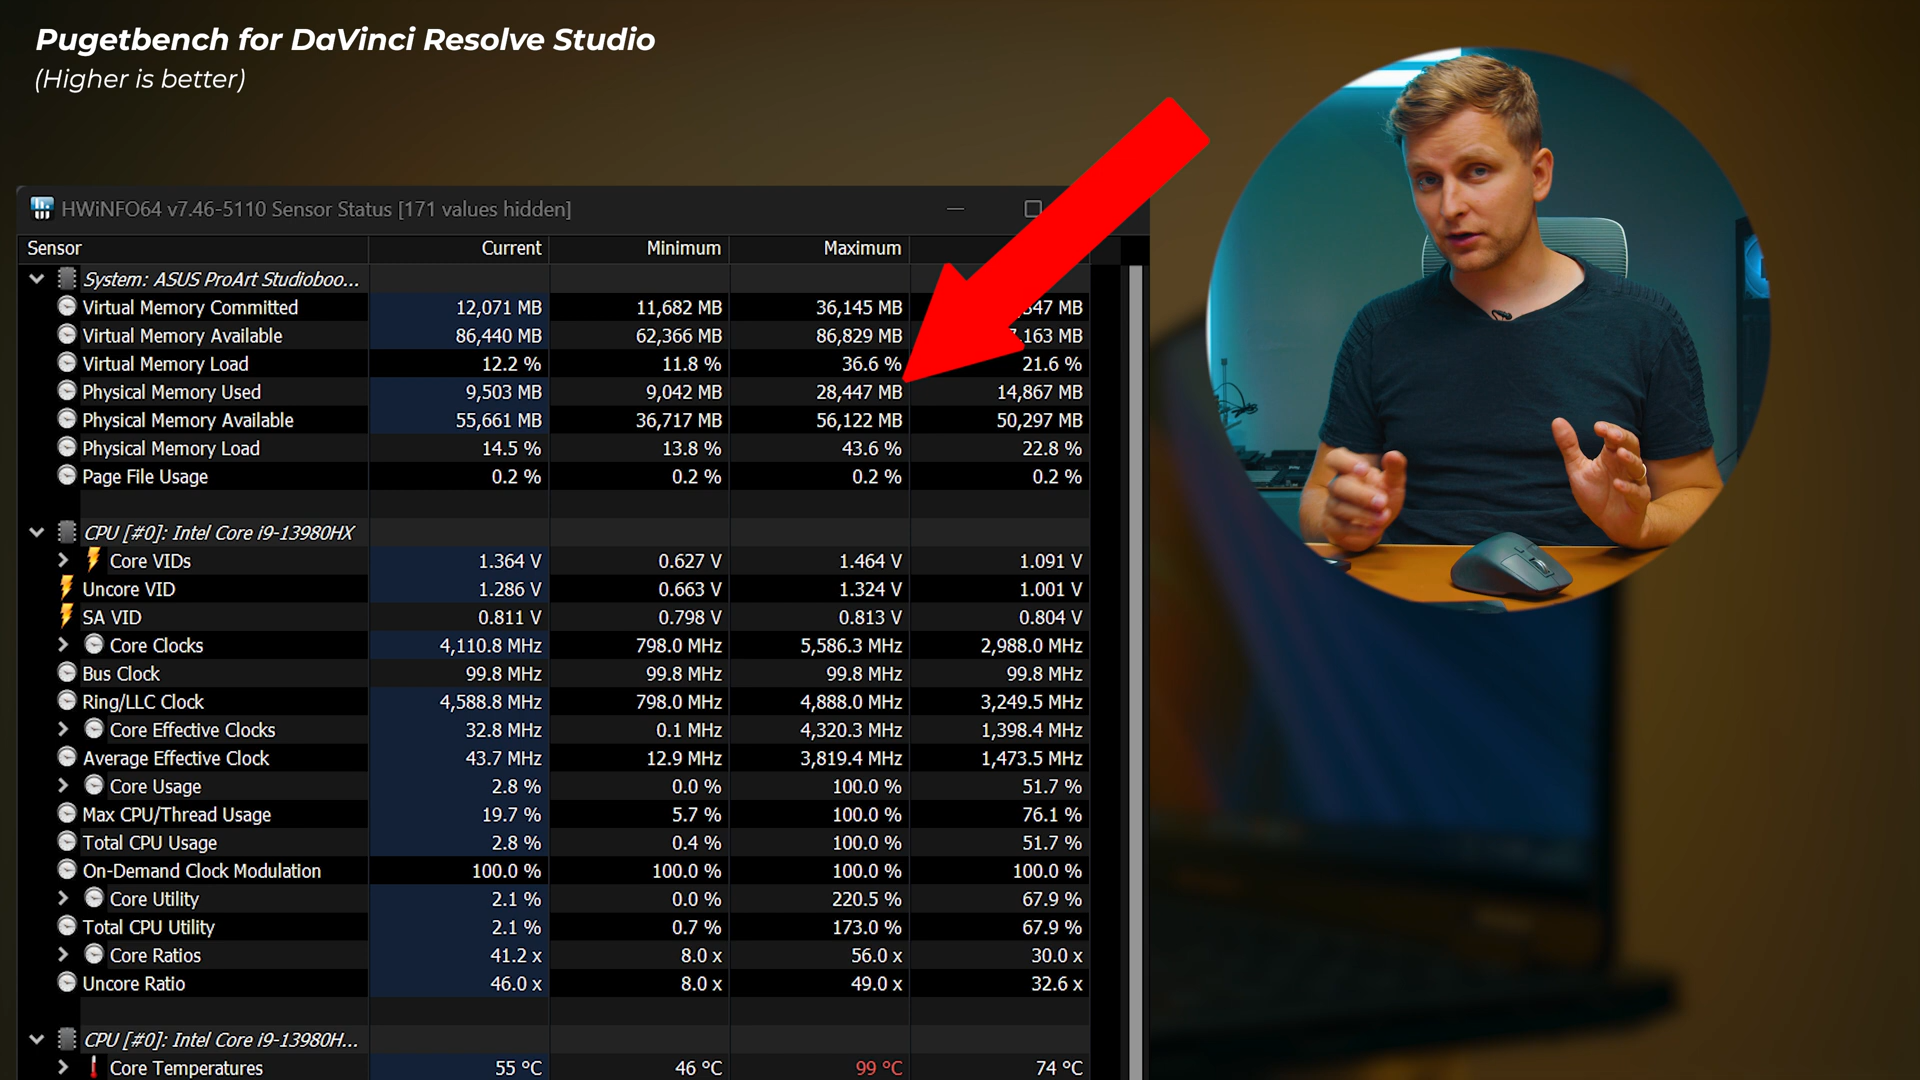 Pugetbench for DaVinci Resolve Studio
(Higher is better)
HWiNFO64 v7.46-5110 Sensor Status [171 values hidden]
Sensor Current Minimum Maximum
System: ASUS ProArt Studioboo...
Virtual Memory Committed 12,071 MB 11,682 MB 36,145 MB MB
Virtual Memory Available 86,440 MB 62,366 MB 86,829 MB MB
Virtual Memory Load 12.2 % 11.8 % 36.6 % 21.6 %
Physical Memory Used 9,503 MB 9,042 MB 28,447 MB 14,867 MB
Physical Memory Available 55,661 MB 36,717 MB 56,122 MB 50,297 MB
Physical Memory Load 14.5 % 13.8 % 43.6 % 22.8 %
Page File Usage 0.2 % 0.2 % 0.2 % 0.2 %
CPU [#0]: Intel Core i9-13980HX
Core VIDs 1.364 V 0.627 V 1.464 V 1.091 V
Uncore VID 1.286 V 0.663 V 1.324 V 1.001 V
SA VID 0.811 V 0.798 V 0.813 V 0.804 V
Core Clocks 4,110.8 MHz 798.0 MHz 5,586.3 MHz 2,988.0 MHz
Bus Clock 99.8 MHz 99.8 MHz 99.8 MHz 99.8 MHz
Ring/LLC Clock 4,588.8 MHz 798.0 MHz 4,888.0 MHz 3,249.5 MHz
Core Effective Clocks 32.8 MHz 0.1 MHz 4,320.3 MHz 1,398.4 MHz
Average Effective Clock 43.7 MHz 12.9 MHz 3,819.4 MHz 1,473.5 MHz
Core Usage 2.8 % 0.0 % 100.0 % 51.7 %
Max CPU/Thread Usage 19.7 % 5.7 % 100.0 % 76.1 %
Total CPU Usage 2.8 % 0.4 % 100.0 % 51.7 %
On-Demand Clock Modulation 100.0 % 100.0 % 100.0 % 100.0 %
Core Utility 2.1 % 0.0 % 220.5 % 67.9 %
Total CPU Utility 2.1 % 0.7 % 173.0 % 67.9 %
Core Ratios 41.2 x 8.0 x 56.0 x 30.0 x
Uncore Ratio 46.0 x 8.0 x 49.0 x 32.6 x
CPU [#0]: Intel Core i9-13980H...
Core Temperatures 55 °C 46 °C 99 °C 74 °C